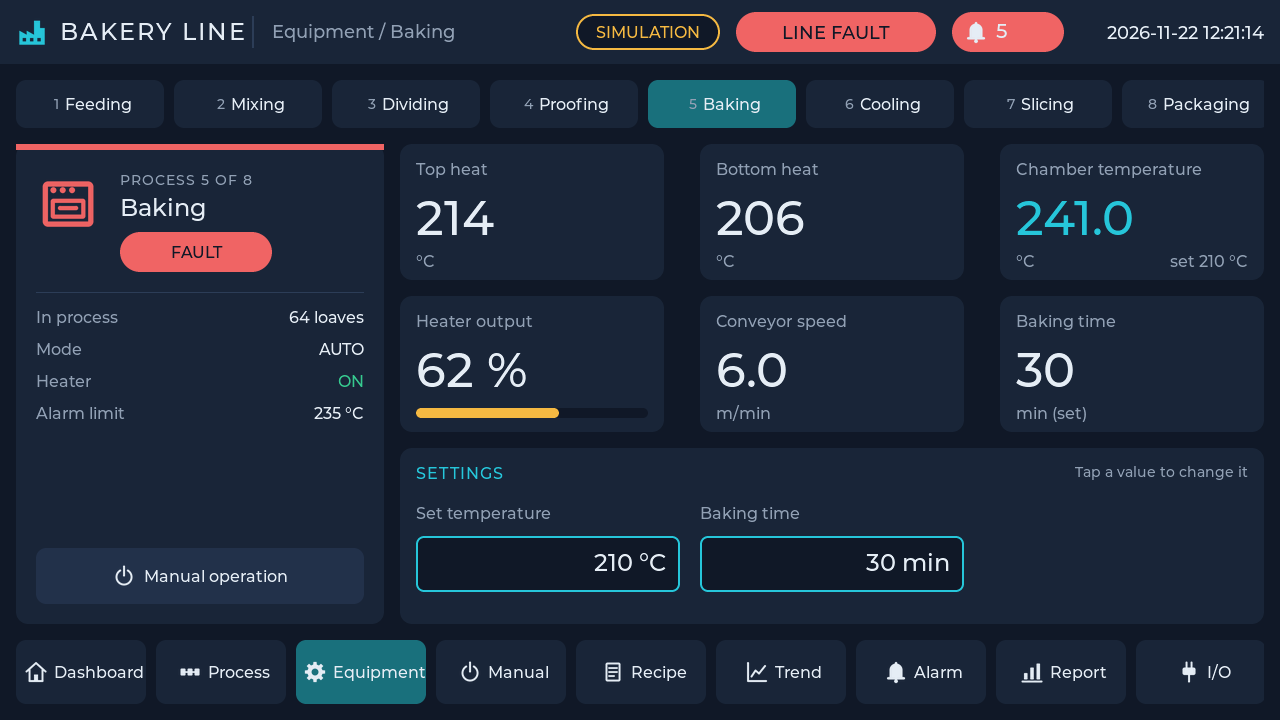 BAKERY LINE
Equipment / Baking
SIMULATION
LINE FAULT
5
2026-11-22 12:21:14
1 Feeding
2 Mixing
3 Dividing
4 Proofing
5 Baking
6 Cooling
7 Slicing
8 Packaging
PROCESS 5 OF 8
Baking
FAULT
In process 64 loaves
Mode AUTO
Heater ON
Alarm limit 235 °C
Manual operation
Top heat
214
°C
Bottom heat
206
°C
Chamber temperature
241.0
°C set 210 °C
Heater output
62 %
Conveyor speed
6.0
m/min
Baking time
30
min (set)
SETTINGS
Tap a value to change it
Set temperature
210 °C
Baking time
30 min
Dashboard
Process
Equipment
Manual
Recipe
Trend
Alarm
Report
I/O